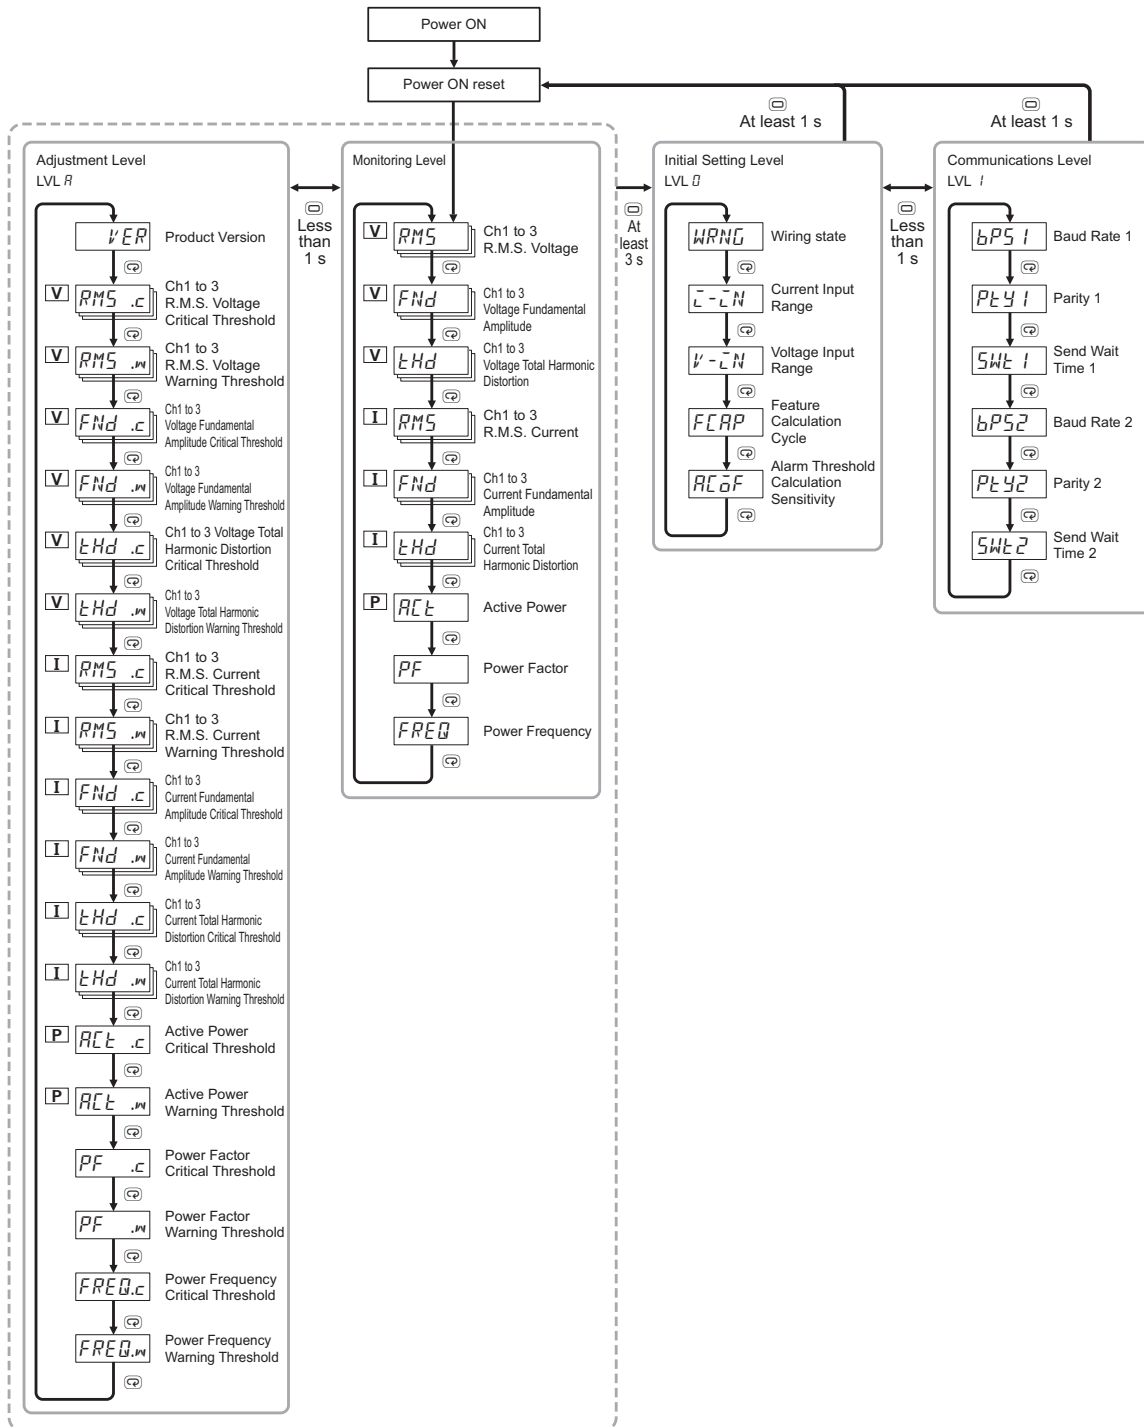 Power ON
Power ON reset
At least 1 s
At least 1 s
Adjustment Level
LVL A
VER
Product Version
V
RMS .c
Ch1 to 3
R.M.S. Voltage
Critical Threshold
V
RMS .w
Ch1 to 3
R.M.S. Voltage
Warning Threshold
V
FNd .c
Ch1 to 3
Voltage Fundamental
Amplitude Critical Threshold
V
FNd .w
Ch1 to 3
Voltage Fundamental
Amplitude Warning Threshold
V
tHd .c
Ch1 to 3 Voltage Total
Harmonic Distortion
Critical Threshold
V
tHd .w
Ch1 to 3
Voltage Total Harmonic
Distortion Warning Threshold
I
RMS .c
Ch1 to 3
R.M.S. Current
Critical Threshold
I
RMS .w
Ch1 to 3
R.M.S. Current
Warning Threshold
I
FNd .c
Ch1 to 3
Current Fundamental
Amplitude Critical Threshold
I
FNd .w
Ch1 to 3
Current Fundamental
Amplitude Warning Threshold
I
tHd .c
Ch1 to 3
Current Total Harmonic
Distortion Critical Threshold
I
tHd .w
Ch1 to 3
Current Total Harmonic
Distortion Warning Threshold
P
ACt .c
Active Power
Critical Threshold
P
ACt .w
Active Power
Warning Threshold
PF .c
Power Factor
Critical Threshold
PF .w
Power Factor
Warning Threshold
FREQ.c
Power Frequency
Critical Threshold
FREQ.w
Power Frequency
Warning Threshold
Less
than
1 s
Monitoring Level
V
RMS
Ch1 to 3
R.M.S. Voltage
V
FNd
Ch1 to 3
Voltage Fundamental
Amplitude
V
tHd
Ch1 to 3
Voltage Total Harmonic
Distortion
I
RMS
Ch1 to 3
R.M.S. Current
I
FNd
Ch1 to 3
Current Fundamental
Amplitude
I
tHd
Ch1 to 3
Current Total
Harmonic Distortion
P
ACt
Active Power
PF
Power Factor
FREQ
Power Frequency
At
least
3 s
Initial Setting Level
LVL 0
WRNG
Wiring state
I-IN
Current Input
Range
V-IN
Voltage Input
Range
FCAP
Feature
Calculation
Cycle
ACoF
Alarm Threshold
Calculation
Sensitivity
Less
than
1 s
Communications Level
LVL 1
bPS1
Baud Rate 1
PtY1
Parity 1
SWt1
Send Wait
Time 1
bPS2
Baud Rate 2
PtY2
Parity 2
SWt2
Send Wait
Time 2